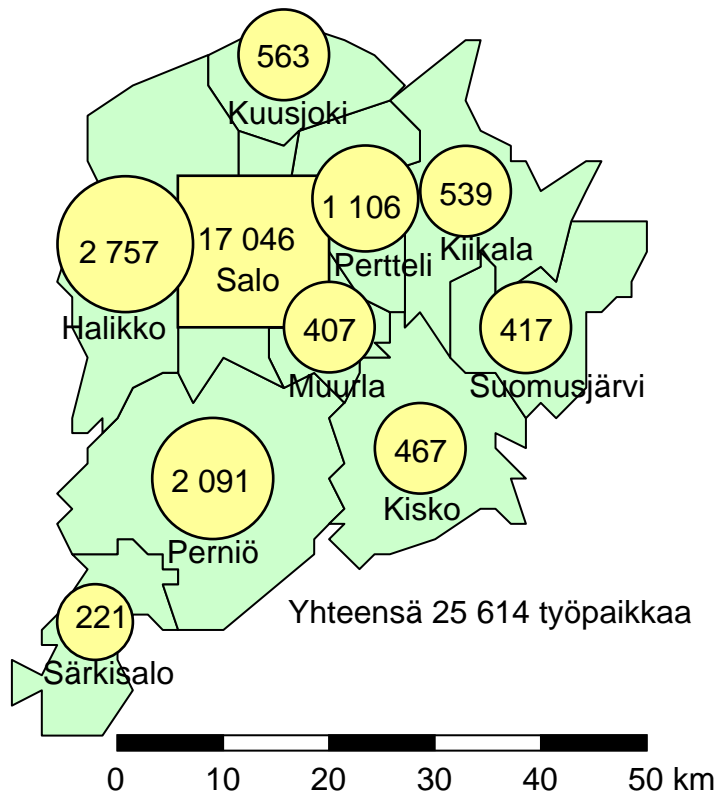 563
Kuusjoki
1 106
Pertteli
539
Kiikala
2 757
Halikko
17 046
Salo
407
Muurla
417
Suomusjärvi
2 091
Perniö
467
Kisko
221
Särkisalo
Yhteensä 25 614 työpaikkaa
0 10 20 30 40 50 km